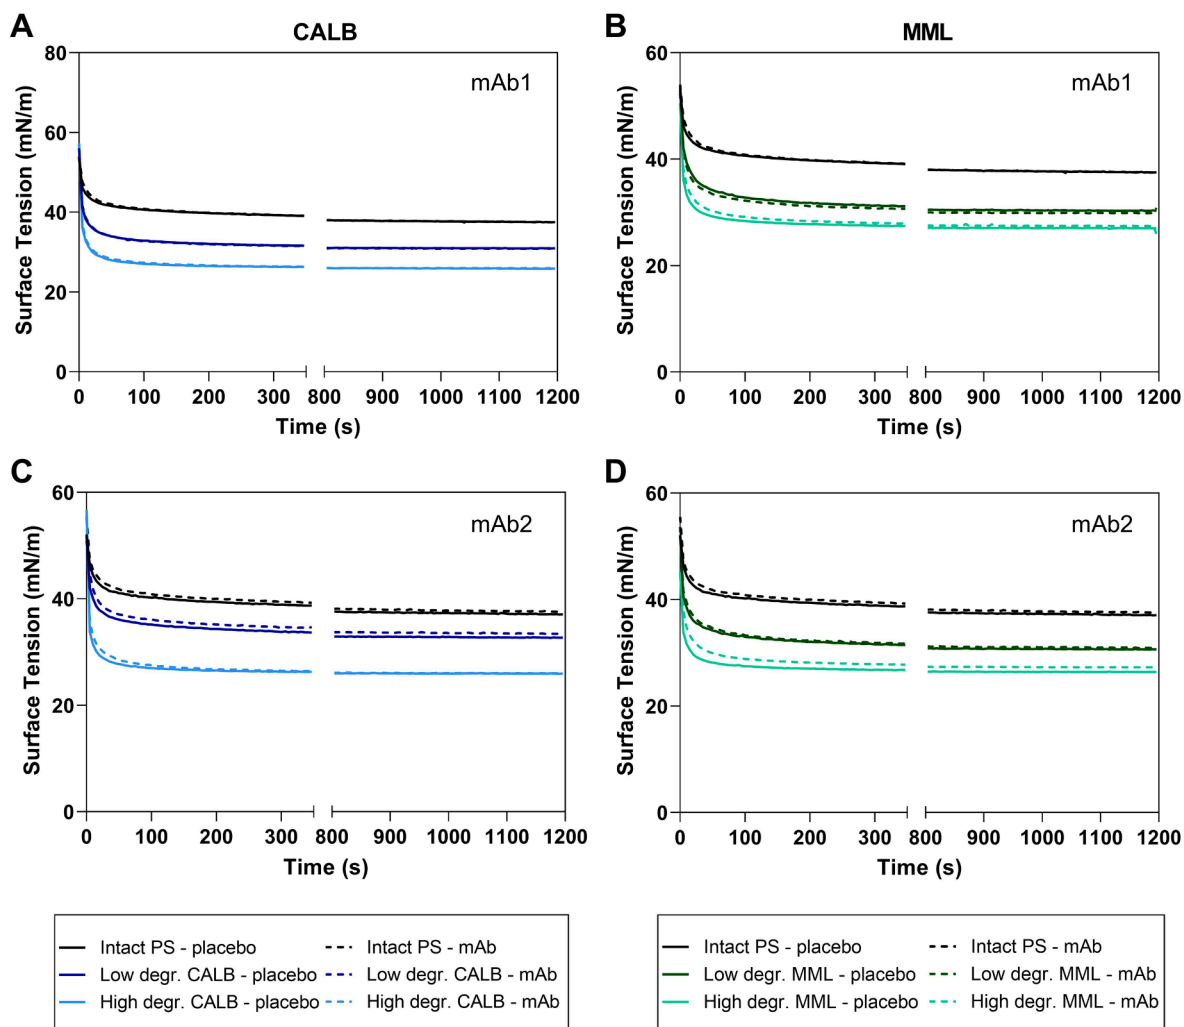 A
CALB
mAb1
Surface Tension (mN/m)
80
60
40
20
0
0 100 200 300 800 900 1000 1100 1200
Time (s)
B
MML
mAb1
Surface Tension (mN/m)
60
40
20
0
0 100 200 300 800 900 1000 1100 1200
Time (s)
C
mAb2
Surface Tension (mN/m)
60
40
20
0
0 100 200 300 800 900 1000 1100 1200
Time (s)
D
mAb2
Surface Tension (mN/m)
60
40
20
0
0 100 200 300 800 900 1000 1100 1200
Time (s)
Intact PS - placebo Intact PS - mAb
Low degr. CALB - placebo Low degr. CALB - mAb
High degr. CALB - placebo High degr. CALB - mAb
Intact PS - placebo Intact PS - mAb
Low degr. MML - placebo Low degr. MML - mAb
High degr. MML - placebo High degr. MML - mAb